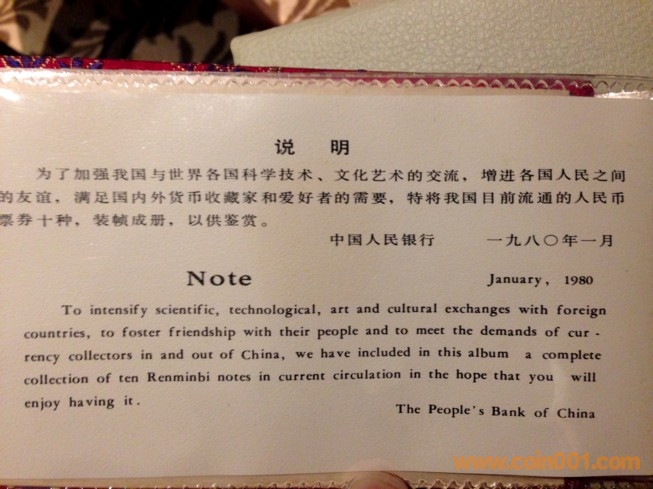 说 明
为了加强我国与世界各国科学技术、文化艺术的交流，增进各国人民之间
的友谊，满足国内外货币收藏家和爱好者的需要，特将我国目前流通的人民币
票券十种，装帧成册，以供鉴赏。
中国人民银行 一九八〇年一月
Note January, 1980
To intensify scientific, technological, art and cultural exchanges with foreign
countries, to foster friendship with their people and to meet the demands of cur -
rency collectors in and out of China, we have included in this album a complete
collection of ten Renminbi notes in current circulation in the hope that you will
enjoy having it.
The People's Bank of China
www.coin001.com